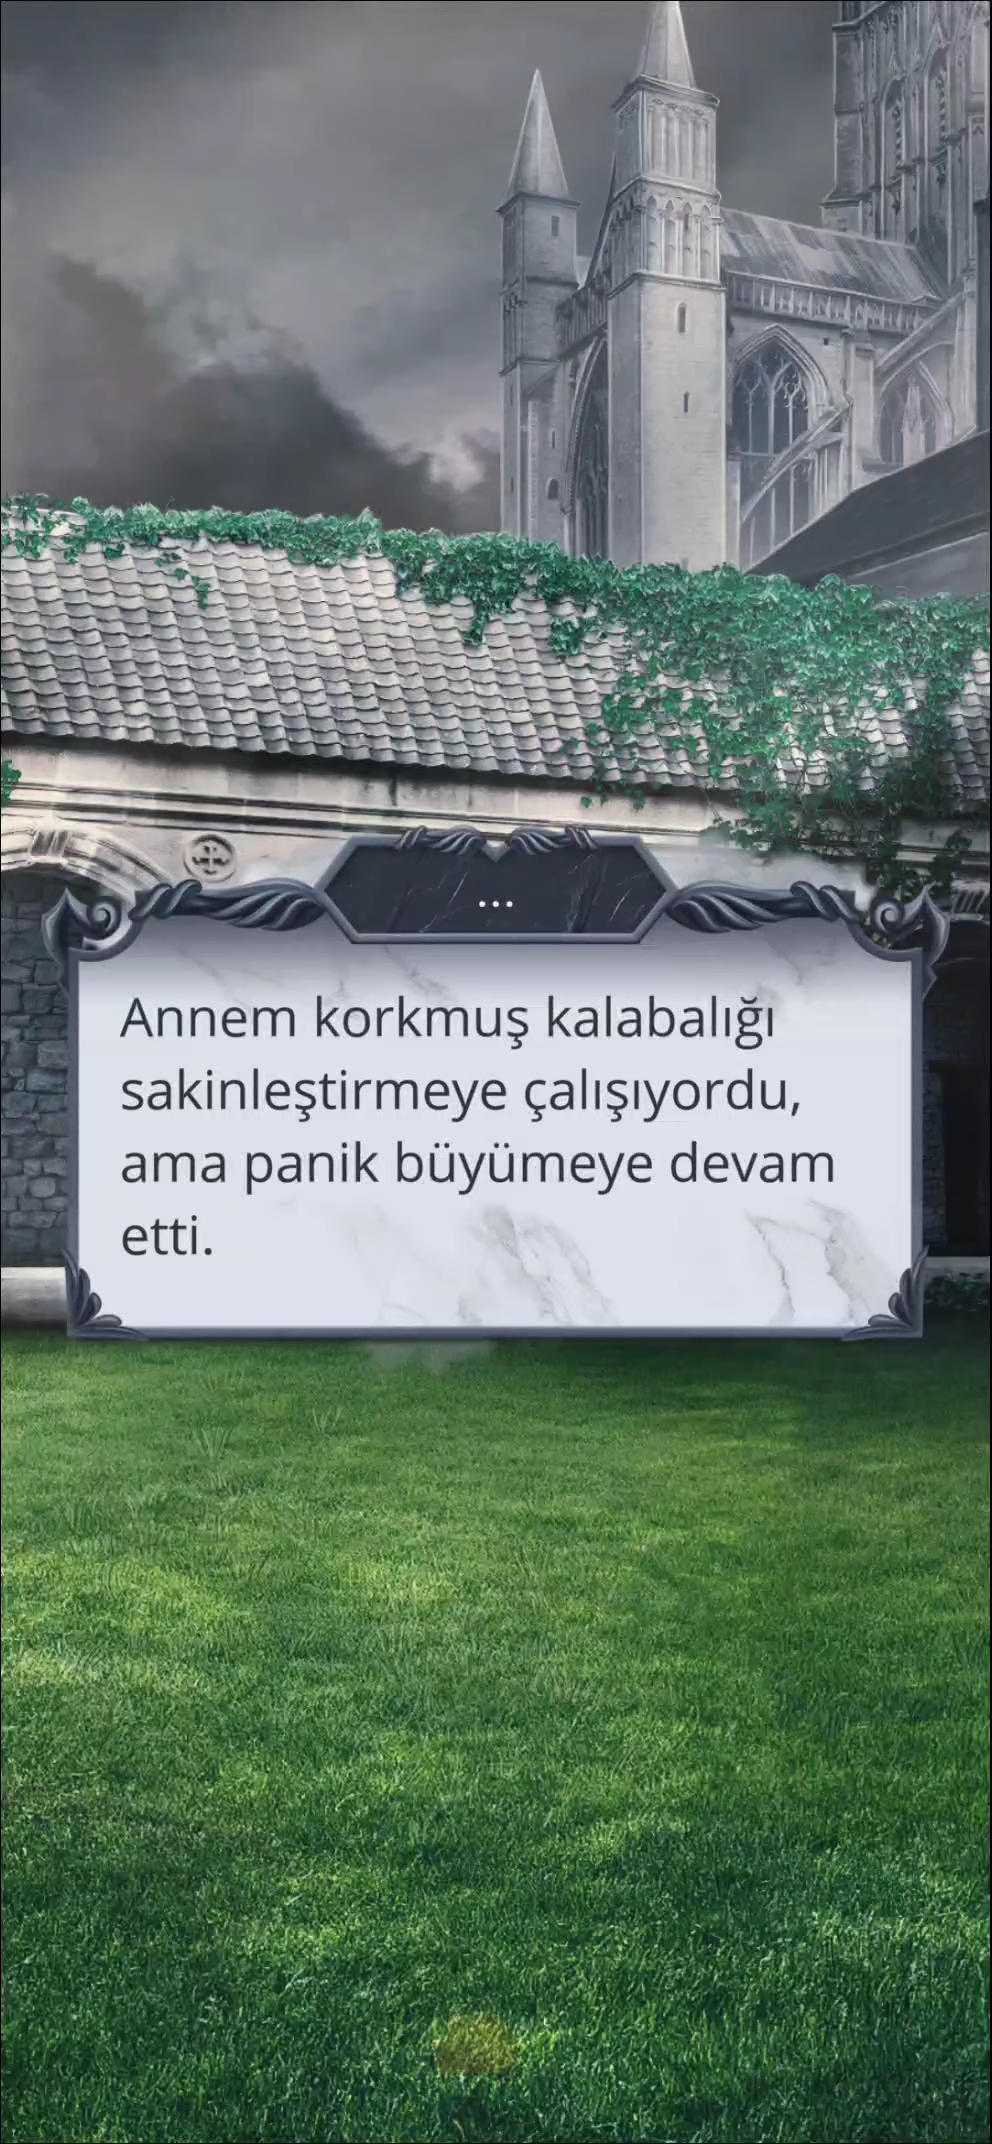 ...
Annem korkmuş kalabalığı
sakinleştirmeye çalışıyordu,
ama panik büyümeye devam
etti.